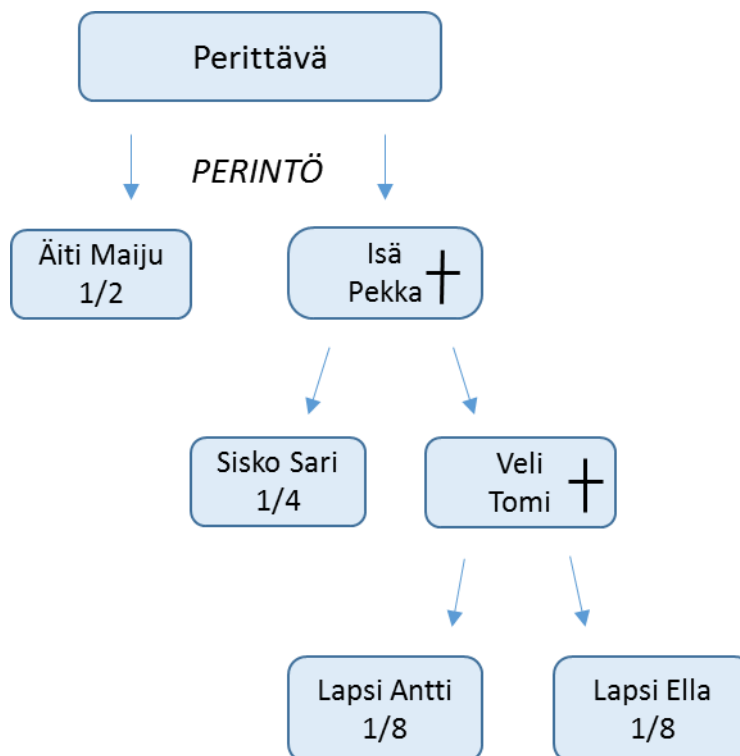 Perittävä
PERINTÖ
Äiti Maiju
1/2
Isä
Pekka
Sisko Sari
1/4
Veli
Tomi
Lapsi Antti
1/8
Lapsi Ella
1/8